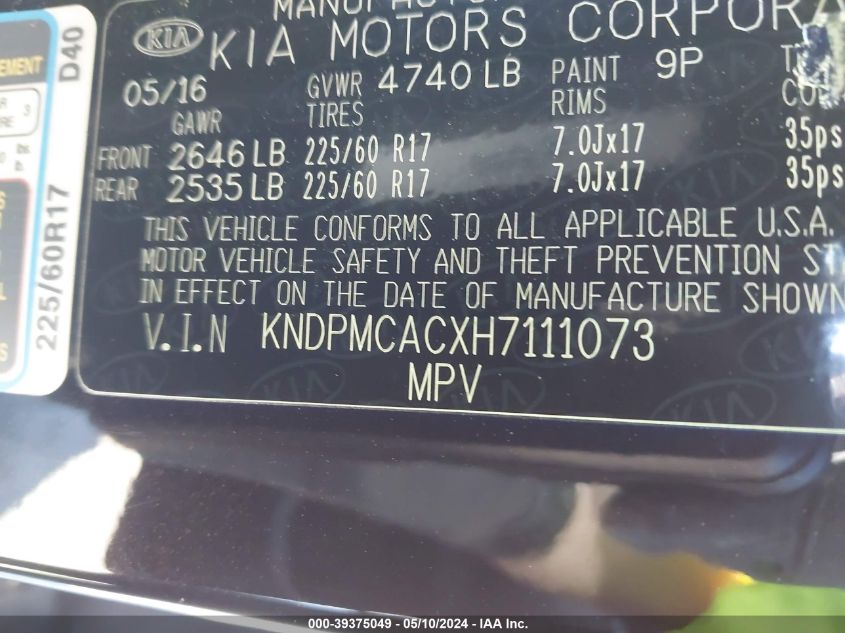 KIA KIA MOTORS CORPORA
05/16 GVWR 4740 LB PAINT 9P
GAWR TIRES RIMS
FRONT 2646 LB 225/60 R17 7.0Jx17 35ps
REAR 2535 LB 225/60 R17 7.0Jx17 35ps
THIS VEHICLE CONFORMS TO ALL APPLICABLE U.S.A.
MOTOR VEHICLE SAFETY AND THEFT PREVENTION ST
IN EFFECT ON THE DATE OF MANUFACTURE SHOWN
V.I.N KNDPMCACXH7111073
MPV
D40
225/60R17
EMENT
000-39375049 - 05/10/2024 - IAA Inc.